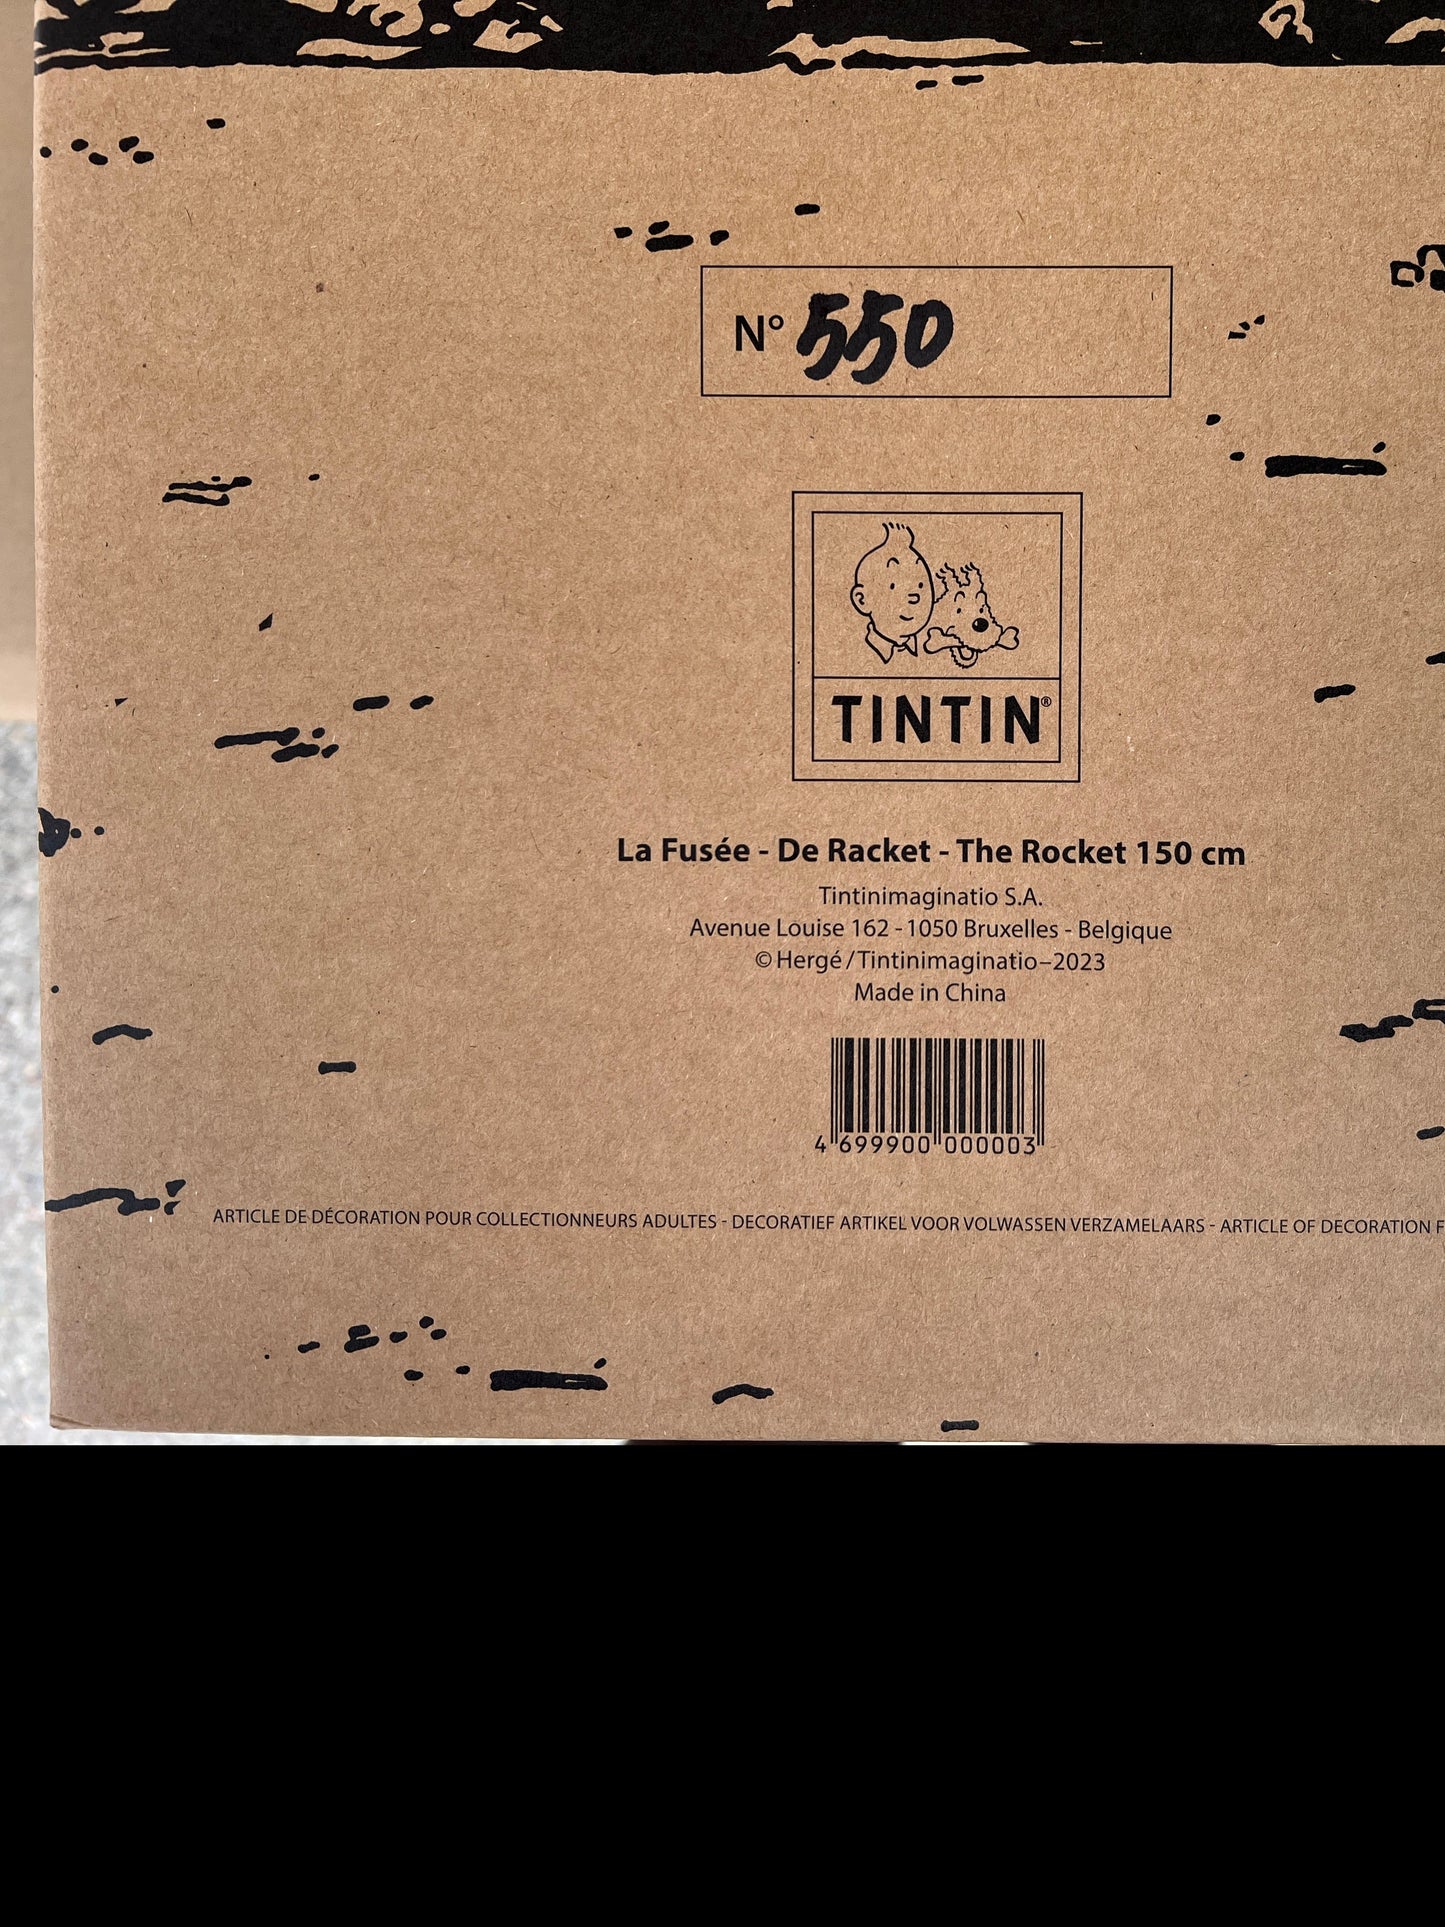 N° 550
TINTIN®
La Fusée - De Racket - The Rocket 150 cm
Tintinimaginatio S.A.
Avenue Louise 162 - 1050 Bruxelles - Belgique
© Hergé / Tintinimaginatio–2023
Made in China
4 699900 000003
ARTICLE DE DÉCORATION POUR COLLECTIONNEURS ADULTES - DECORATIEF ARTIKEL VOOR VOLWASSEN VERZAMELAARS - ARTICLE OF DECORATION F